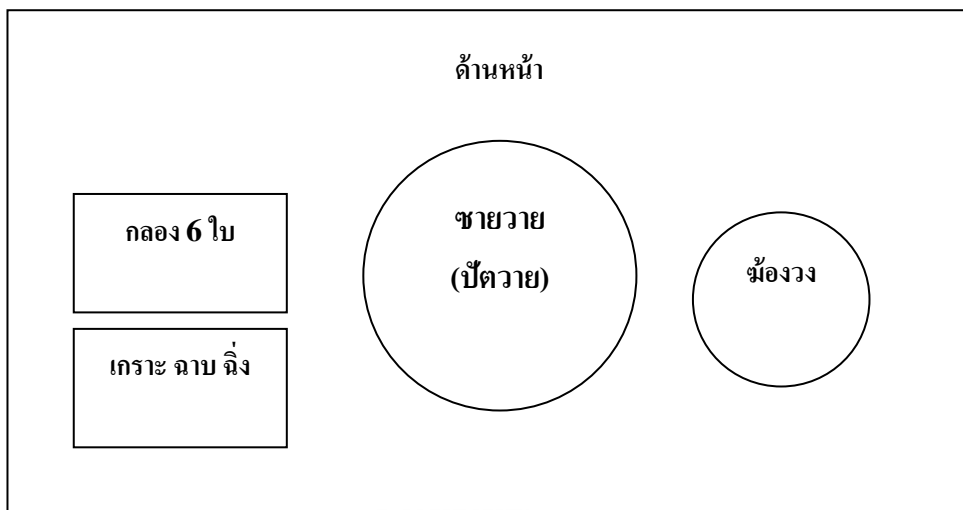 ด้านหน้า
กลอง 6 ใบ
ซายวาย
(ปัตวาย)
ฆ้องวง
เกราะ ฉาบ ฉิ่ง